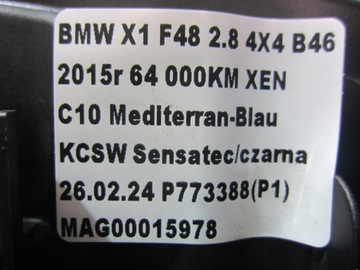 BMW X1 F48 2.8 4X4 B46
2015r 64 000KM XEN
C10 Mediterran-Blau
KCSW Sensatec/czarna
26.02.24 P773388(P1)
MAG00015978